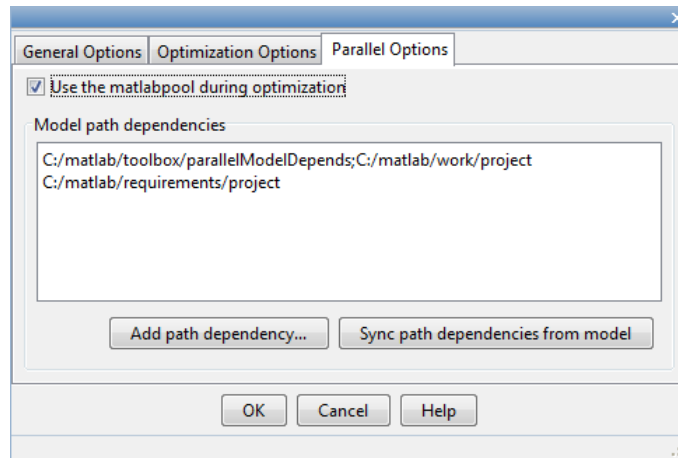 General Options
Optimization Options
Parallel Options
Use the matlabpool during optimization
Model path dependencies
C:/matlab/toolbox/parallelModelDepends;C:/matlab/work/project
C:/matlab/requirements/project
Add path dependency...
Sync path dependencies from model
OK
Cancel
Help